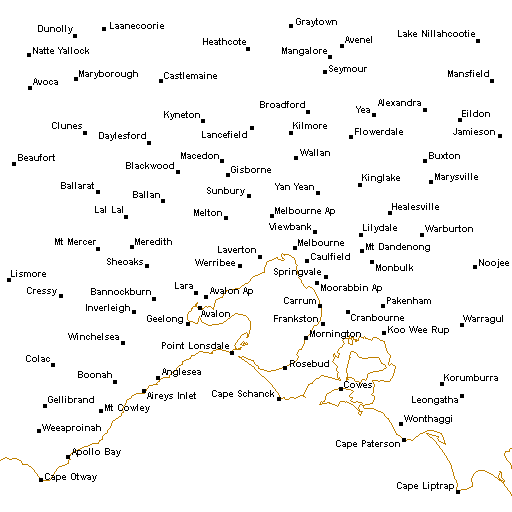 Graytown
Laanecoorie
Dunolly
Lake Nillahcootie
Avenel
Heathcote
Natte Yallock
Mangalore
Seymour
Maryborough
Castlemaine
Mansfield
Avoca
Broadford
Alexandra
Yea
Kyneton
Eildon
Clunes
Lancefield
Kilmore
Flowerdale
Jamieson
Daylesford
Wallan
Macedon
Beaufort
Buxton
Blackwood
Gisborne
Kinglake
Marysville
Ballarat
Yan Yean
Sunbury
Ballan
Lal Lal
Melton
Melbourne Ap
Healesville
Viewbank
Lilydale
Warburton
Mt Mercer
Meredith
Melbourne
Mt Dandenong
Laverton
Caulfield
Sheoaks
Werribee
Monbulk
Noojee
Lismore
Springvale
Lara
Moorabbin Ap
Cressy
Bannockburn
Avalon Ap
Carrum
Pakenham
Inverleigh
Avalon
Geelong
Frankston
Cranbourne
Warragul
Koo Wee Rup
Winchelsea
Mornington
Point Lonsdale
Colac
Rosebud
Anglesea
Boonah
Korumburra
Cowes
Aireys Inlet
Cape Schanck
Gellibrand
Leongatha
Mt Cowley
Wonthaggi
Weeaproinah
Cape Paterson
Apollo Bay
Cape Otway
Cape Liptrap